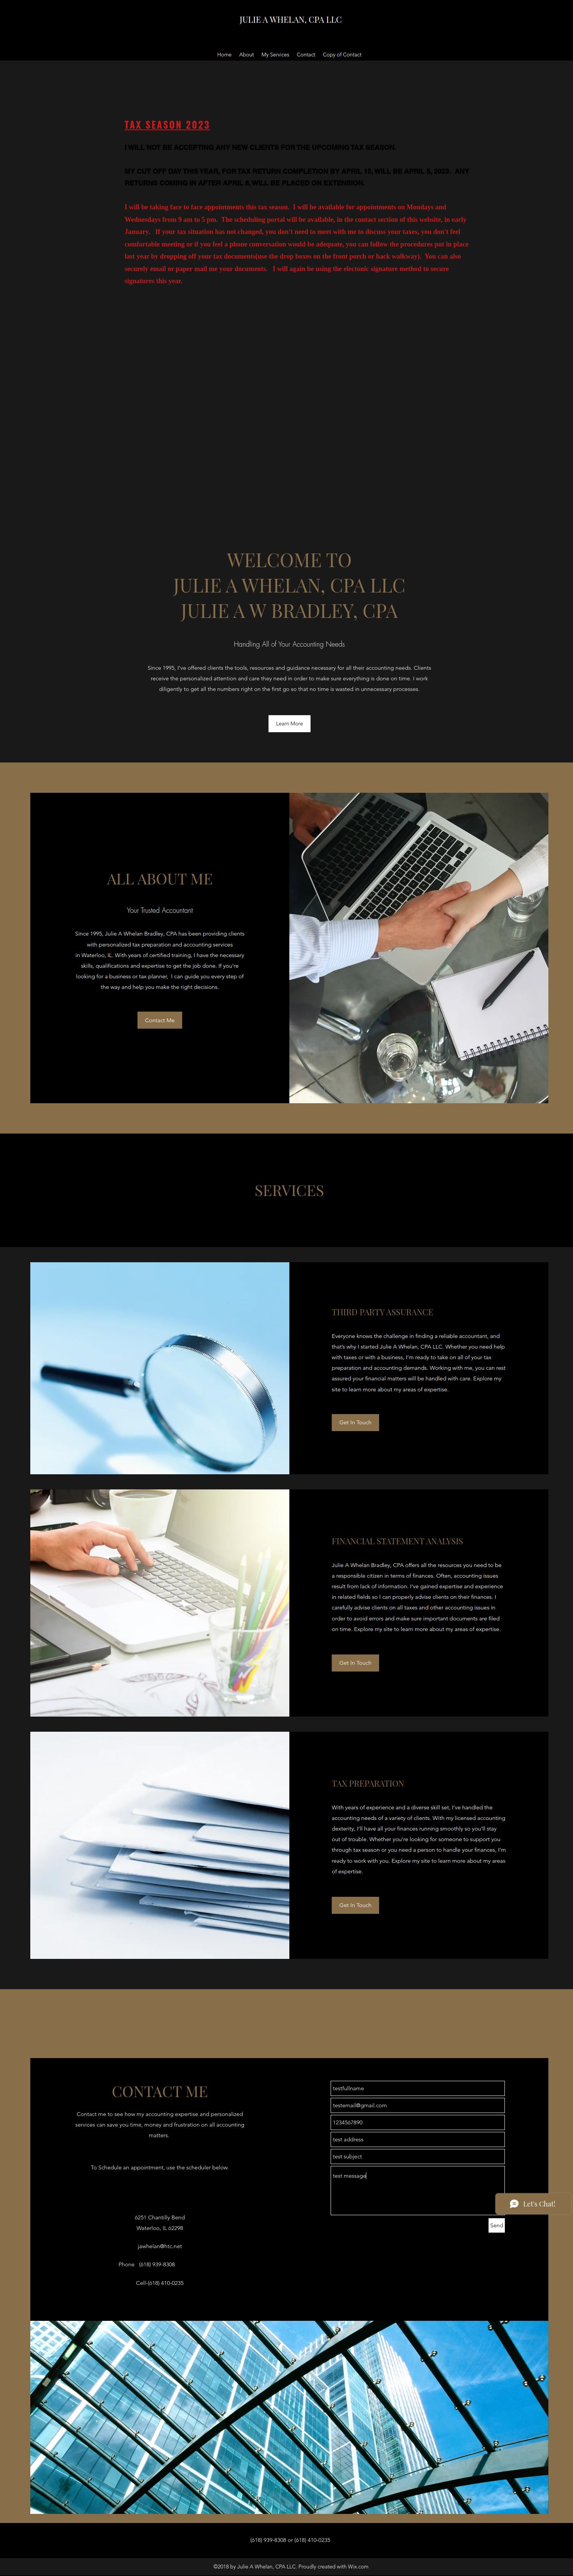 JULIE A WHELAN, CPA LLC
Home About My Services Contact Copy of Contact
TAX SEASON 2023
I WILL NOT BE ACCEPTING ANY NEW CLIENTS FOR THE UPCOMING TAX SEASON.
MY CUT OFF DAY THIS YEAR, FOR TAX RETURN COMPLETION BY APRIL 15, WILL BE APRIL 5, 2023. ANY
RETURNS COMING IN AFTER APRIL 5, WILL BE PLACED ON EXTENSION.
I will be taking face to face appointments this tax season. I will be available for appointments on Mondays and
Wednesdays from 9 am to 5 pm. The scheduling portal will be available, in the contact section of this website, in early
January. If your tax situation has not changed, you don't need to meet with me to discuss your taxes, you don't feel
comfortable meeting or if you feel a phone conversation would be adequate, you can follow the procedures put in place
last year by dropping off your tax documents(use the drop boxes on the front porch or back walkway). You can also
securely email or paper mail me your documents. I will again be using the electonic signature method to secure
signatures this year.
WELCOME TO
JULIE A WHELAN, CPA LLC
JULIE A W BRADLEY, CPA
Handling All of Your Accounting Needs
Since 1995, I've offered clients the tools, resources and guidance necessary for all their accounting needs. Clients
receive the personalized attention and care they need in order to make sure everything is done on time. I work
diligently to get all the numbers right on the first go so that no time is wasted in unnecessary processes.
Learn More
ALL ABOUT ME
Your Trusted Accountant
Since 1995, Julie A Whelan Bradley, CPA has been providing clients
with personalized tax preparation and accounting services
in Waterloo, IL. With years of certified training, I have the necessary
skills, qualifications and expertise to get the job done. If you're
looking for a business or tax planner, I can guide you every step of
the way and help you make the right decisions.
Contact Me
SERVICES
THIRD PARTY ASSURANCE
Everyone knows the challenge in finding a reliable accountant, and
that's why I started Julie A Whelan, CPA LLC. Whether you need help
with taxes or with a business, I'm ready to take on all of your tax
preparation and accounting demands. Working with me, you can rest
assured your financial matters will be handled with care. Explore my
site to learn more about my areas of expertise.
Get In Touch
FINANCIAL STATEMENT ANALYSIS
Julie A Whelan Bradley, CPA offers all the resources you need to be
a responsible citizen in terms of finances. Often, accounting issues
result from lack of information. I've gained expertise and experience
in related fields so I can properly advise clients on their finances. I
carefully advise clients on all taxes and other accounting issues in
order to avoid errors and make sure important documents are filed
on time. Explore my site to learn more about my areas of expertise.
Get In Touch
TAX PREPARATION
With years of experience and a diverse skill set, I've handled the
accounting needs of a variety of clients. With my licensed accounting
dexterity, I'll have all your finances running smoothly so you'll stay
out of trouble. Whether you're looking for someone to support you
through tax season or you need a person to handle your finances, I'm
ready to work with you. Explore my site to learn more about my areas
of expertise.
Get In Touch
CONTACT ME
Contact me to see how my accounting expertise and personalized
services can save you time, money and frustration on all accounting
matters.
To Schedule an appointment, use the scheduler below.
6251 Chantilly Bend
Waterloo, IL 62298
jawhelan@htc.net
Phone (618) 939-8308
Cell-(618) 410-0235
testfullname
testemail@gmail.com
1234567890
test address
test subject
test message
Let's Chat!
Send
(618) 939-8308 or (618) 410-0235
©2018 by Julie A Whelan, CPA LLC. Proudly created with Wix.com